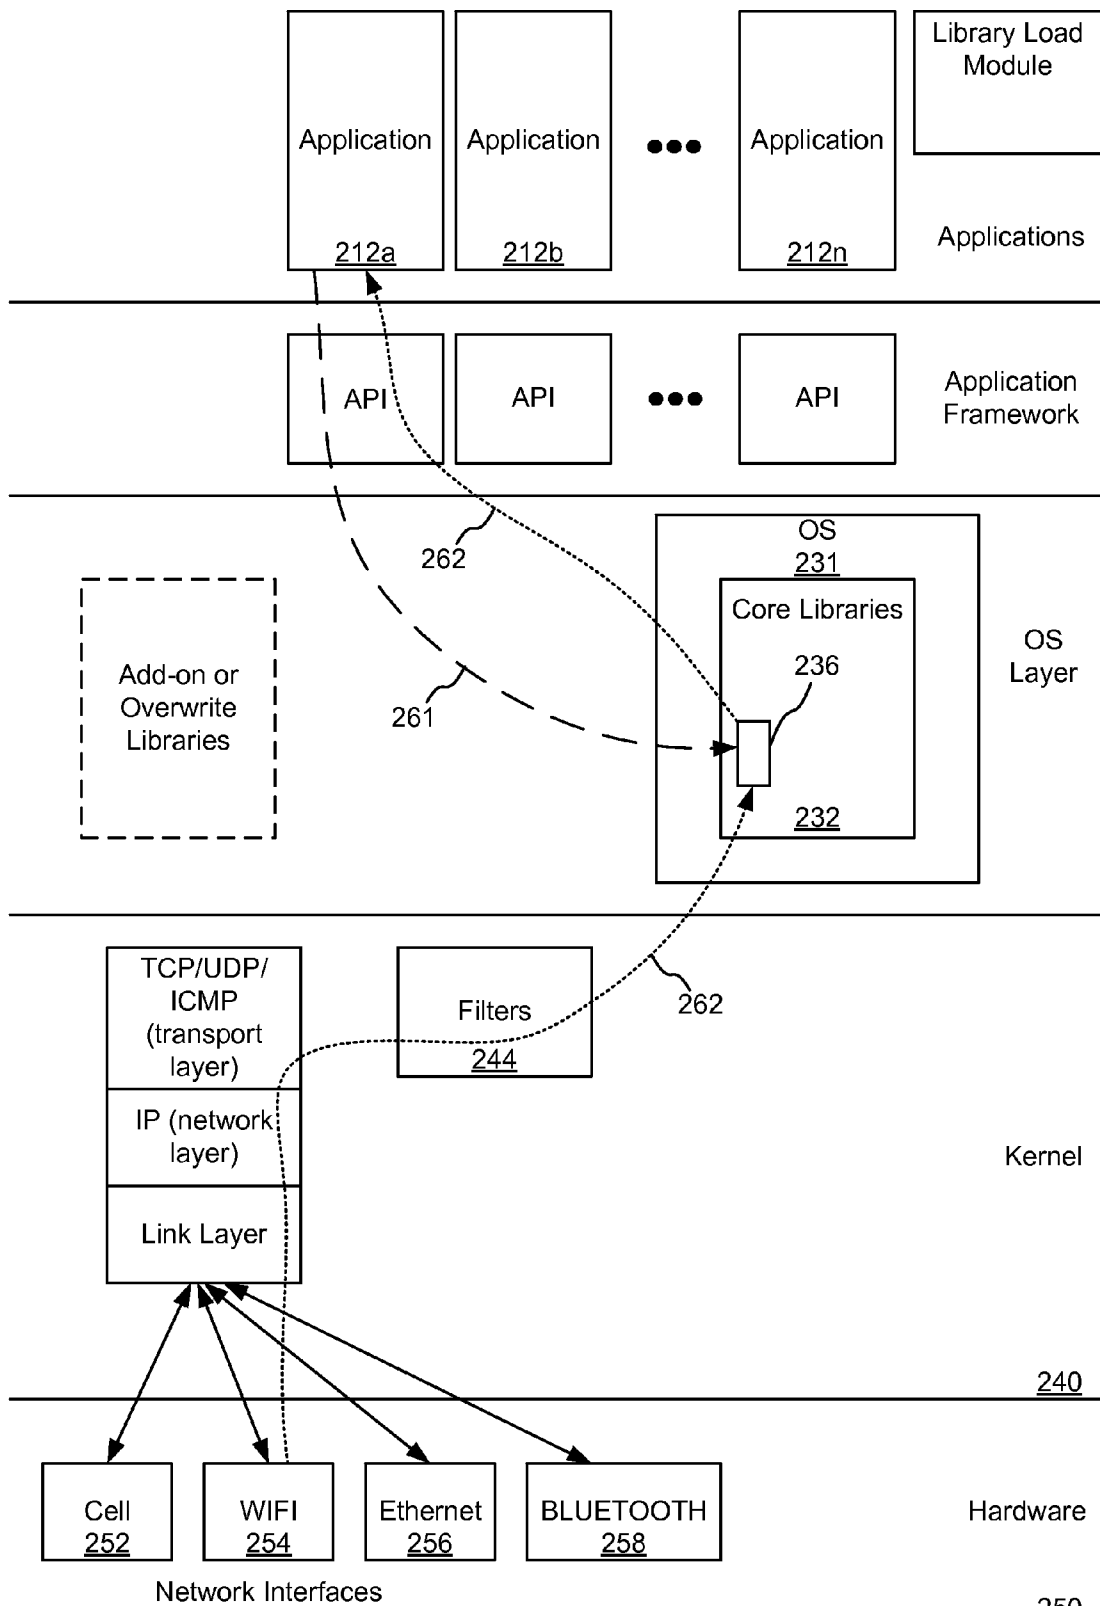 Library Load
Module
Application
212a
Application
212b
Application
212n
Applications
API
API
API
Application
Framework
262
OS
231
Core Libraries
236
232
OS
Layer
Add-on or
Overwrite
Libraries
261
TCP/UDP/
ICMP
(transport
layer)
Filters
244
262
IP (network
layer)
Link Layer
Kernel
240
Cell
252
WIFI
254
Ethernet
256
BLUETOOTH
258
Hardware
Network Interfaces
250